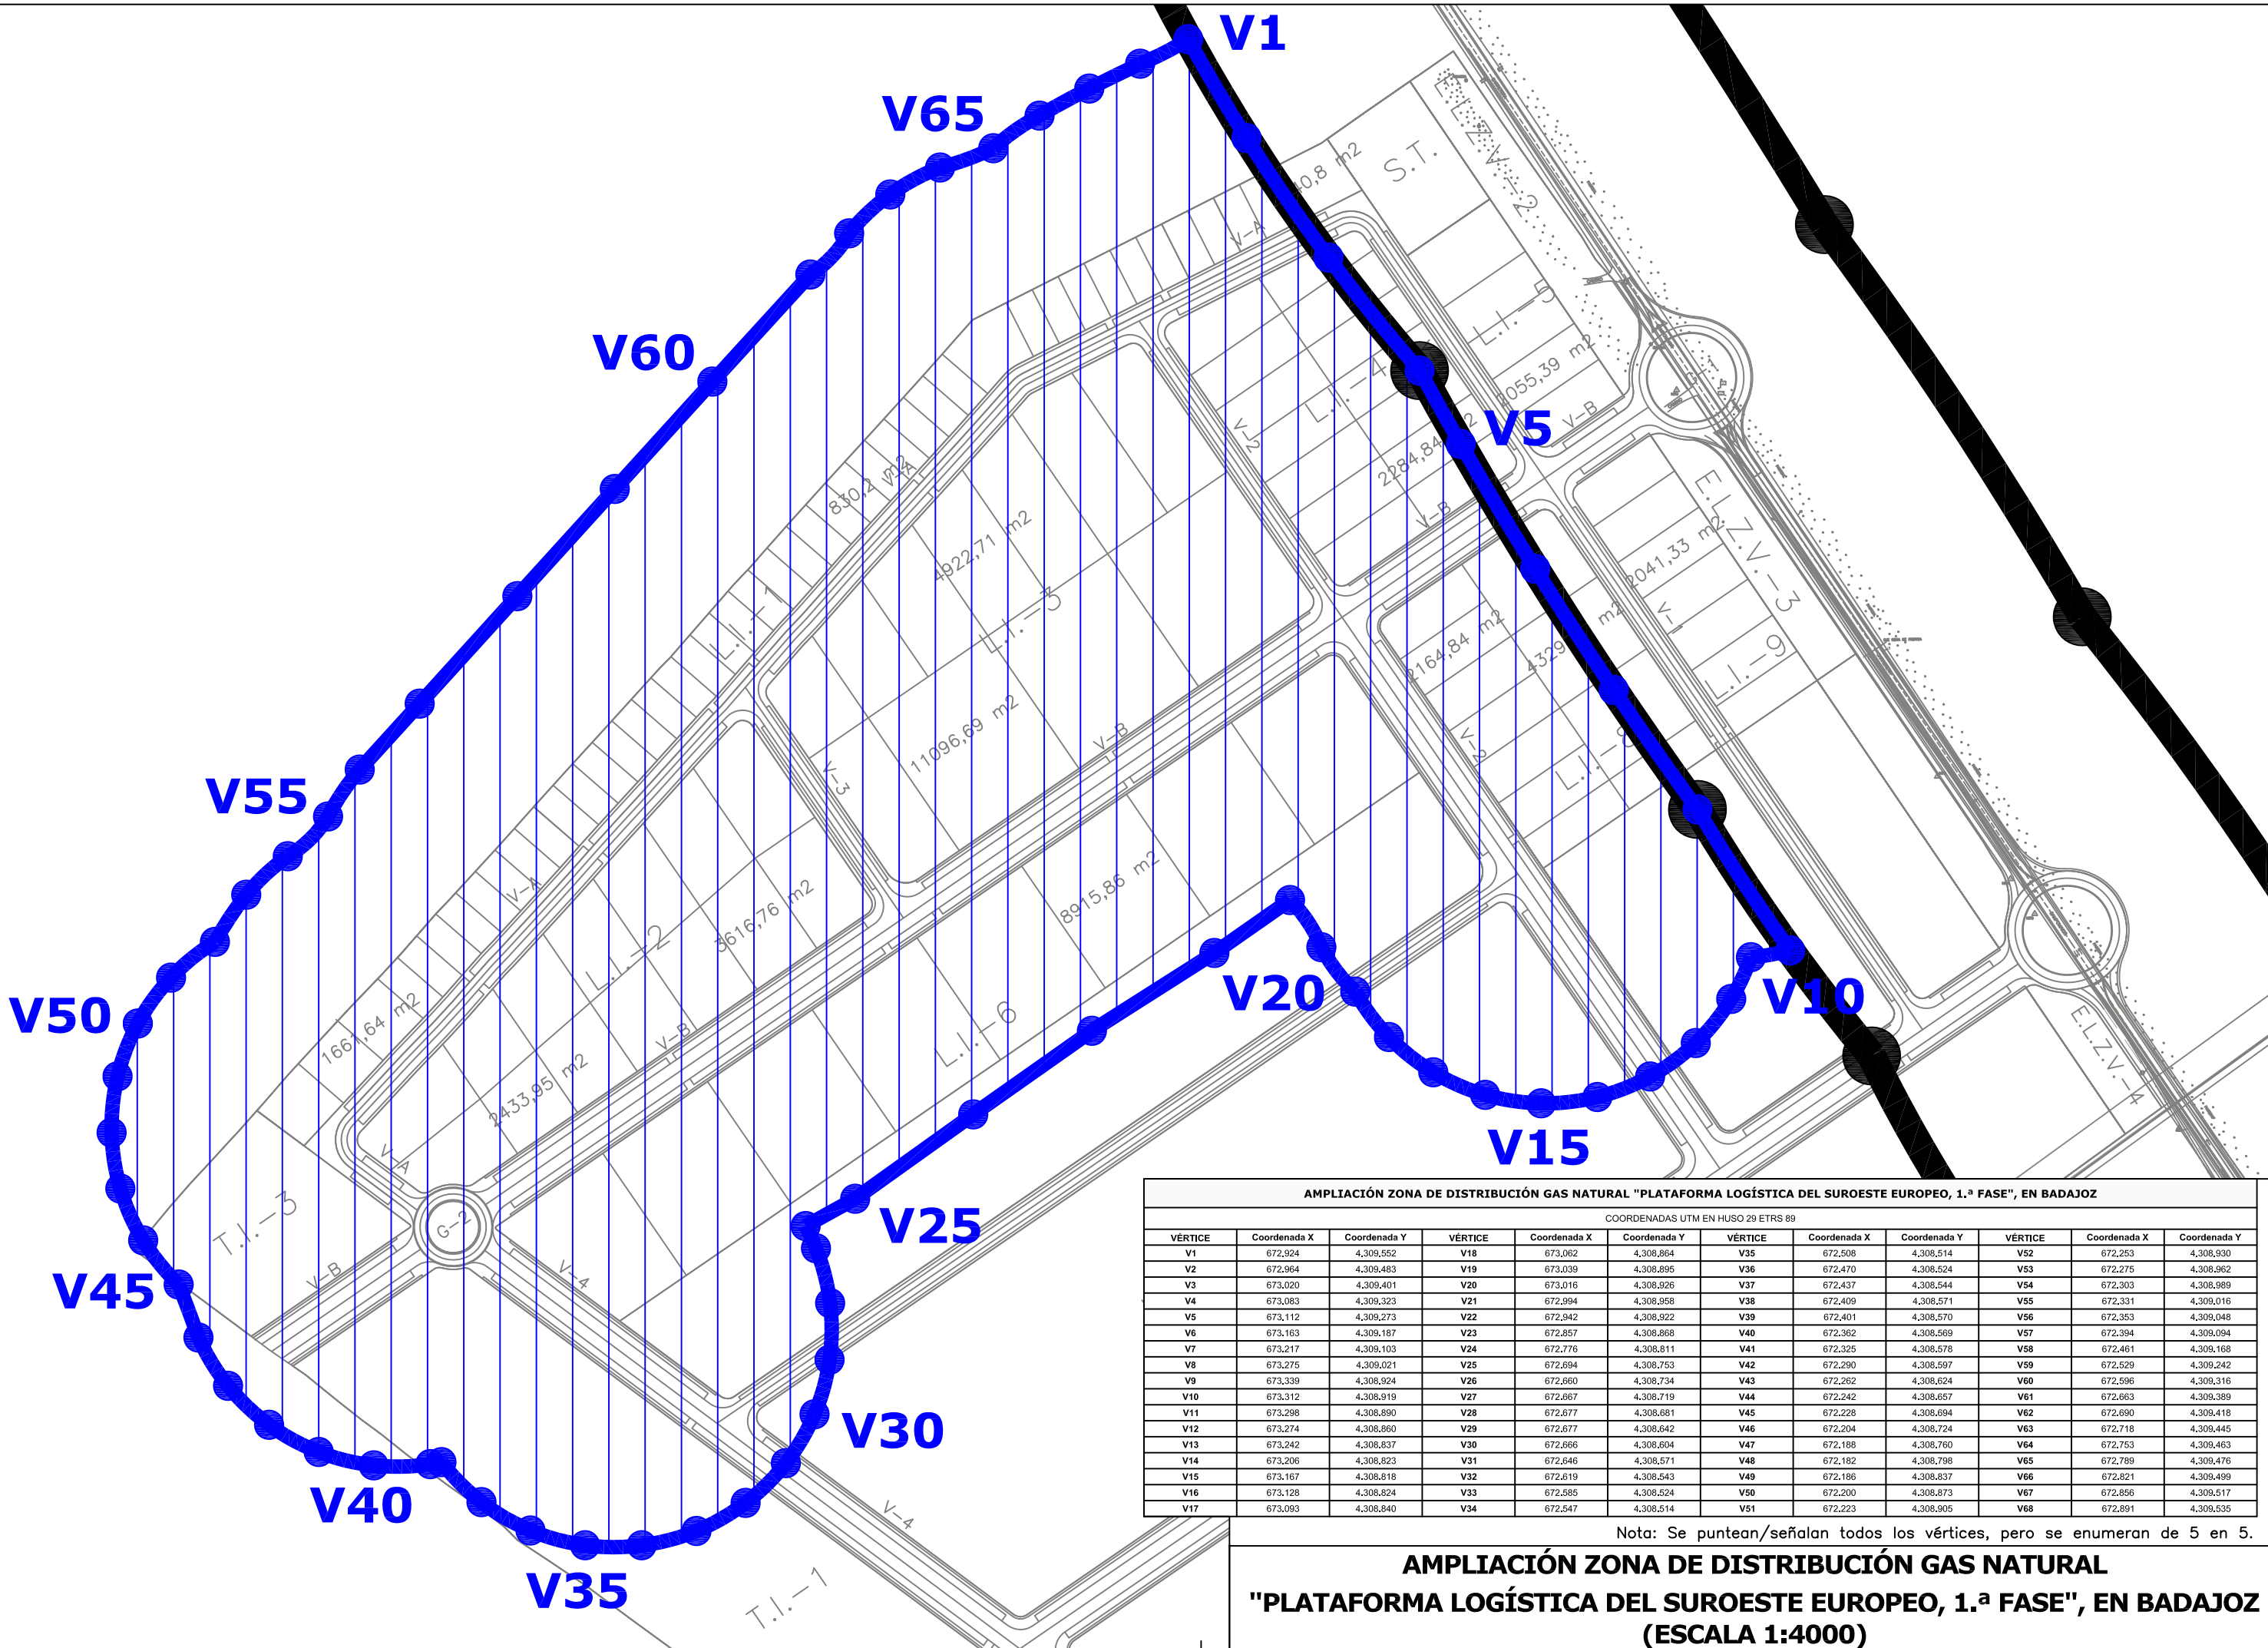 V1
V65
E.L.Z.V.-2
S.T.
40,8 m2
V-A
L.I.-5
V60
L.I.-4
2055,39 m2
G-1
V-B
V5
V-2
2284,84 m2
830,2 m2
V-A
V-B
E.L.Z.V.-3
4922,71 m2
2041,33 m2
L.I.-1
L.I.-3
V-1
2164,84 m2
4329 m2
L.I.-9
11096,69 m2
V-B
V-2
L.I.-8
V-3
V55
V-A
8915,86 m2
3616,76 m2
L.I.-2
V50
1661,64 m2
V20
V10
V-B
L.I.-6
E.L.Z.V.-4
2433,95 m2
V15
V-A
T.I.-3
G-2
V25
V-B
V-4
V45
V30
V40
V-4
V35
T.I.-1
AMPLIACIÓN ZONA DE DISTRIBUCIÓN GAS NATURAL "PLATAFORMA LOGÍSTICA DEL SUROESTE EUROPEO, 1.ª FASE", EN BADAJOZ
COORDENADAS UTM EN HUSO 29 ETRS 89
VÉRTICE Coordenada X Coordenada Y VÉRTICE Coordenada X Coordenada Y VÉRTICE Coordenada X Coordenada Y VÉRTICE Coordenada X Coordenada Y
V1 672,924 4,309,552 V18 673,062 4,308,864 V35 672,508 4,308,514 V52 672,253 4,308,930
V2 672,964 4,309,483 V19 673,039 4,308,895 V36 672,470 4,308,524 V53 672,275 4,308,962
V3 673,020 4,309,401 V20 673,016 4,308,926 V37 672,437 4,308,544 V54 672,303 4,308,989
V4 673,083 4,309,323 V21 672,994 4,308,958 V38 672,409 4,308,571 V55 672,331 4,309,016
V5 673,112 4,309,273 V22 672,942 4,308,922 V39 672,401 4,308,570 V56 672,353 4,309,048
V6 673,163 4,309,187 V23 672,857 4,308,868 V40 672,362 4,308,569 V57 672,394 4,309,094
V7 673,217 4,309,103 V24 672,776 4,308,811 V41 672,325 4,308,578 V58 672,461 4,309,168
V8 673,275 4,309,021 V25 672,694 4,308,753 V42 672,290 4,308,597 V59 672,529 4,309,242
V9 673,339 4,308,924 V26 672,660 4,308,734 V43 672,262 4,308,624 V60 672,596 4,309,316
V10 673,312 4,308,919 V27 672,667 4,308,719 V44 672,242 4,308,657 V61 672,663 4,309,389
V11 673,298 4,308,890 V28 672,677 4,308,681 V45 672,228 4,308,694 V62 672,690 4,309,418
V12 673,274 4,308,860 V29 672,677 4,308,642 V46 672,204 4,308,724 V63 672,718 4,309,445
V13 673,242 4,308,837 V30 672,666 4,308,604 V47 672,188 4,308,760 V64 672,753 4,309,463
V14 673,206 4,308,823 V31 672,646 4,308,571 V48 672,182 4,308,798 V65 672,789 4,309,476
V15 673,167 4,308,818 V32 672,619 4,308,543 V49 672,186 4,308,837 V66 672,821 4,309,499
V16 673,128 4,308,824 V33 672,585 4,308,524 V50 672,200 4,308,873 V67 672,856 4,309,517
V17 673,093 4,308,840 V34 672,547 4,308,514 V51 672,223 4,308,905 V68 672,891 4,309,535
Nota: Se puntean/señalan todos los vértices, pero se enumeran de 5 en 5.
AMPLIACIÓN ZONA DE DISTRIBUCIÓN GAS NATURAL
"PLATAFORMA LOGÍSTICA DEL SUROESTE EUROPEO, 1.ª FASE", EN BADAJOZ
(ESCALA 1:4000)